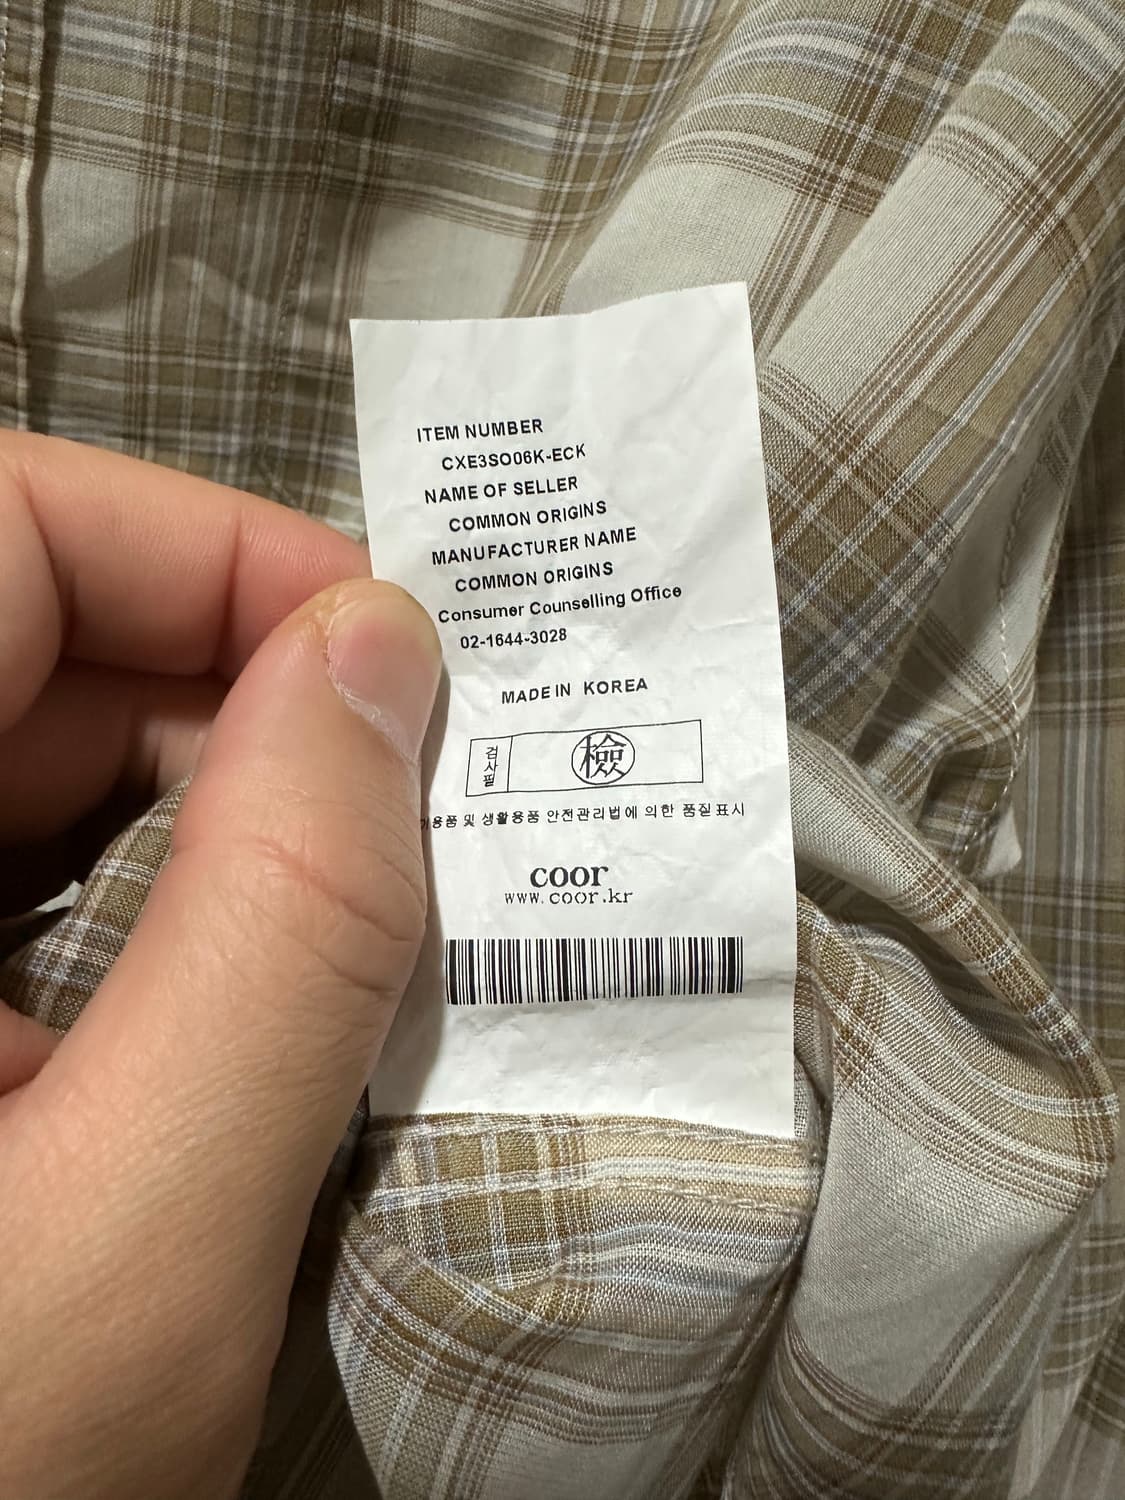 ITEM NUMBER
CXE3SO06K-ECK
NAME OF SELLER
COMMON ORIGINS
MANUFACTURER NAME
COMMON ORIGINS
Consumer Counselling Office
02-1644-3028
MADE IN KOREA
검사필
檢
용품 및 생활용품 안전관리법에 의한 품질표시
coor
www.coor.kr